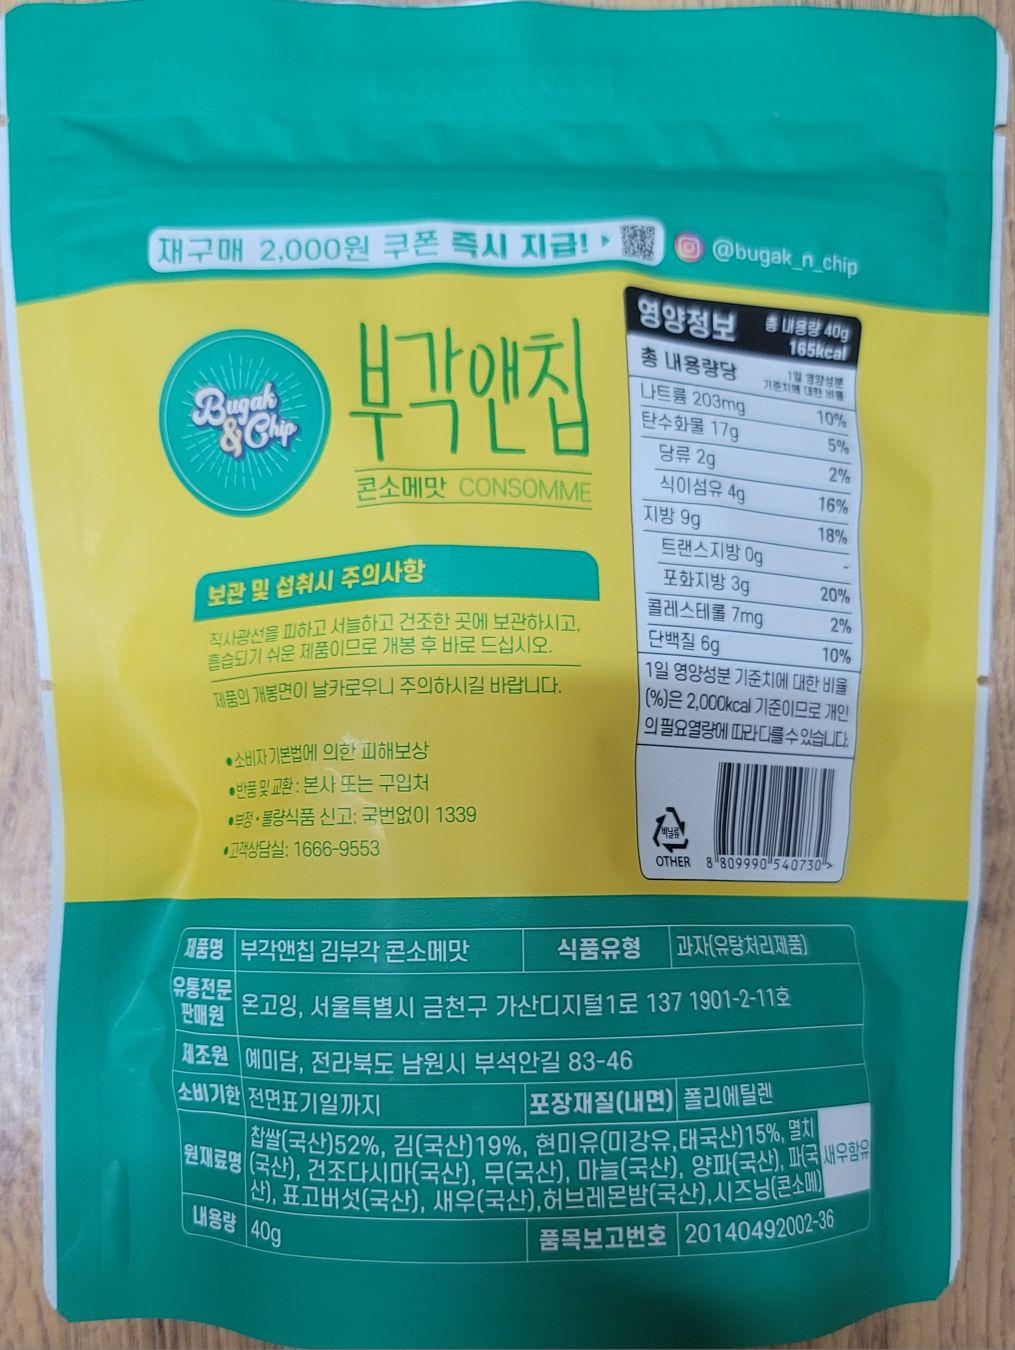 재구매 2,000원 쿠폰 즉시 지급!
@bugak_n_chip
Bugak
& Chip
부각앤칩
콘소메맛 CONSOMME
보관 및 섭취시 주의사항
직사광선을 피하고 서늘하고 건조한 곳에 보관하시고,
흡습되기 쉬운 제품이므로 개봉 후 바로 드십시오.
제품의 개봉면이 날카로우니 주의하시길 바랍니다.
•소비자기본법에 의한 피해보상
•반품 및 교환 : 본사 또는 구입처
•부정·불량식품 신고: 국번없이 1339
•고객상담실: 1666-9553
영양정보
총 내용량 40g
165kcal
총 내용량당
1일 영양성분
기준치에 대한 비율
나트륨 203mg 10%
탄수화물 17g 5%
당류 2g 2%
식이섬유 4g 16%
지방 9g 18%
트랜스지방 0g -
포화지방 3g 20%
콜레스테롤 7mg 2%
단백질 6g 10%
1일 영양성분 기준치에 대한 비율
(%)은 2,000kcal 기준이므로 개인
의 필요열량에 따라 다를 수 있습니다.
비닐류
OTHER
8 809990 540730 >
제품명 부각앤칩 김부각 콘소메맛 식품유형 과자(유탕처리제품)
유통전문
판매원
온고잉, 서울특별시 금천구 가산디지털1로 137 1901-2-11호
제조원 예미담, 전라북도 남원시 부석안길 83-46
소비기한 전면표기일까지 포장재질(내면) 폴리에틸렌
원재료명
찹쌀(국산)52%, 김(국산)19%, 현미유(미강유,태국산)15%, 멸치
(국산), 건조다시마(국산), 무(국산), 마늘(국산), 양파(국산), 파(국
산), 표고버섯(국산), 새우(국산),허브레몬밤(국산),시즈닝(콘소메)
새우함유
내용량 40g 품목보고번호 20140492002-36